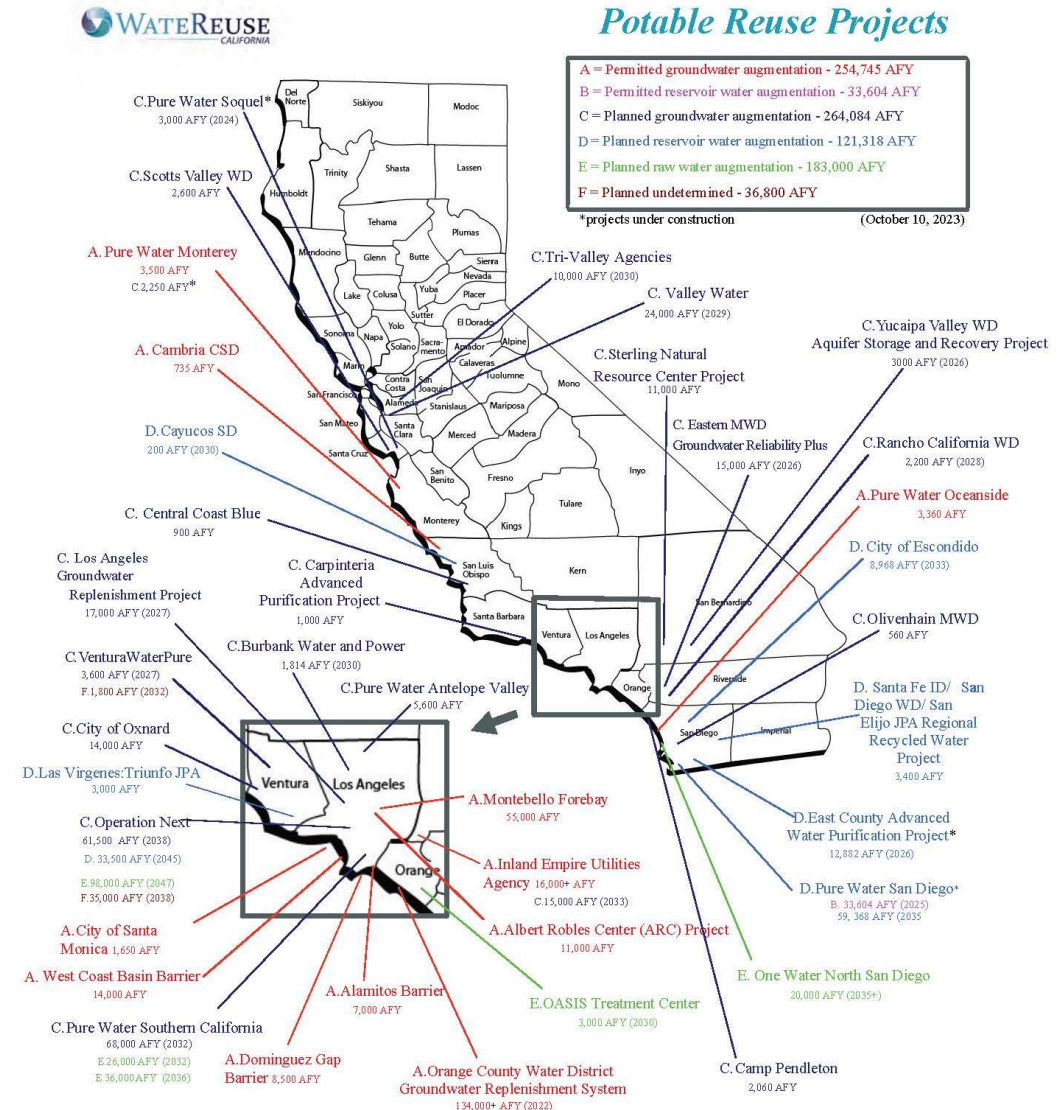 WATEREUSE
CALIFORNIA
Potable Reuse Projects
A = Permitted groundwater augmentation - 254,745 AFY
B = Permitted reservoir water augmentation - 33,604 AFY
C = Planned groundwater augmentation - 264,084 AFY
D= Planned reservoir water augmentation - 121,318 AFY
E = Planned raw water augmentation - 183,000 AFY
F = Planned undetermined - 36,800 AFY
*projects under construction
(October 10, 2023)
C.Pure Water Soquel*
3,000 AFY (2024)
C.Scotts Valley WD
2,600 AFY
A. Pure Water Monterey
3,500 AFY
C.2,250 AFY*
A. Cambria CSD
735 AFY
D.Cayucos SD
200 AFY (2030)
C. Central Coast Blue
900 AFY
C. Los Angeles
Groundwater
Replenishment Project
17,000 AFY (2027)
C. Carpinteria
Advanced
Purification Project
1,000 AFY
C.VenturaWaterPure
3,600 AFY (2027)
F.1,800 AFY (2032)
C.Burbank Water and Power
1,814 AFY (2030)
C.Pure Water Antelope Valley
5,600 AFY
C.City of Oxnard
14,000 AFY
D.Las Virgenes:Triunfo JPA
3,000 AFY
C.Operation Next
61,500 AFY (2038)
D. 33,500 AFY (2045)
E.98,000 AFY (2047)
F.35,000 AFY (2038)
A.City of Santa
Monica 1,650 AFY
A. West Coast Basin Barrier
14,000 AFY
C.Pure Water Southern California
68,000 AFY (2032)
E.26,000 AFY (2032)
E 36,000AFY (2036)
A.Dominguez Gap
Barrier 8,500 AFY
A.Alamitos Barrier
7,000 AFY
A.Orange County Water District
Groundwater Replenishment System
134,000+ AFY (2022)
A.Montebello Forebay
55,000 AFY
A.Inland Empire Utilities
Agency 16,000+ AFY
C.15,000 AFY (2033)
A.Albert Robles Center (ARC) Project
11,000 AFY
E.OASIS Treatment Center
3,000 AFY (2030)
C.Tri-Valley Agencies
10,000 AFY (2030)
C. Valley Water
24,000 AFY (2029)
C.Sterling Natural
Resource Center Project
11,000 AFY
C.Yucaipa Valley WD
Aquifer Storage and Recovery Project
3000 AFY (2026)
C. Eastern MWD
Groundwater Reliability Plus
15,000 AFY (2026)
C.Rancho California WD
2,200 AFY (2028)
A.Pure Water Oceanside
3,360 AFY
D. City of Escondido
8,968 AFY (2033)
C.Olivenhain MWD
560 AFY
D. Santa Fe ID/ San
Diego WD/ San
Elijo JPA Regional
Recycled Water
Project
3,400 AFY
D.East County Advanced
Water Purification Project*
12,882 AFY (2026)
D.Pure Water San Diego*
B. 33,604 AFY (2025)
59, 368 AFY (2035
E. One Water North San Diego
20,000 AFY (2035+)
C. Camp Pendleton
2,060 AFY
Del
Norte
Siskiyou
Modoc
Trinity
Shasta
Lassen
Humboldt
Tehama
Plumas
Mendocino
Glenn
Butte
Sierra
Nevada
Lake
Colusa
Yuba
Placer
Sutter
Sonoma
Napa
Yolo
El Dorado
Solano
Sacra-
mento
Amador
Alpine
Marin
Calaveras
Contra
Costa
San
Joaquin
Tuolumne
Mono
San Francisco
Alameda
Stanislaus
Mariposa
San Mateo
Santa
Clara
Merced
Madera
Santa Cruz
San
Benito
Fresno
Inyo
Monterey
Kings
Tulare
San Luis
Obispo
Kern
Santa Barbara
Ventura
Los Angeles
San Bernardino
Orange
Riverside
San Diego
Imperial
Ventura
Los Angeles
Orange